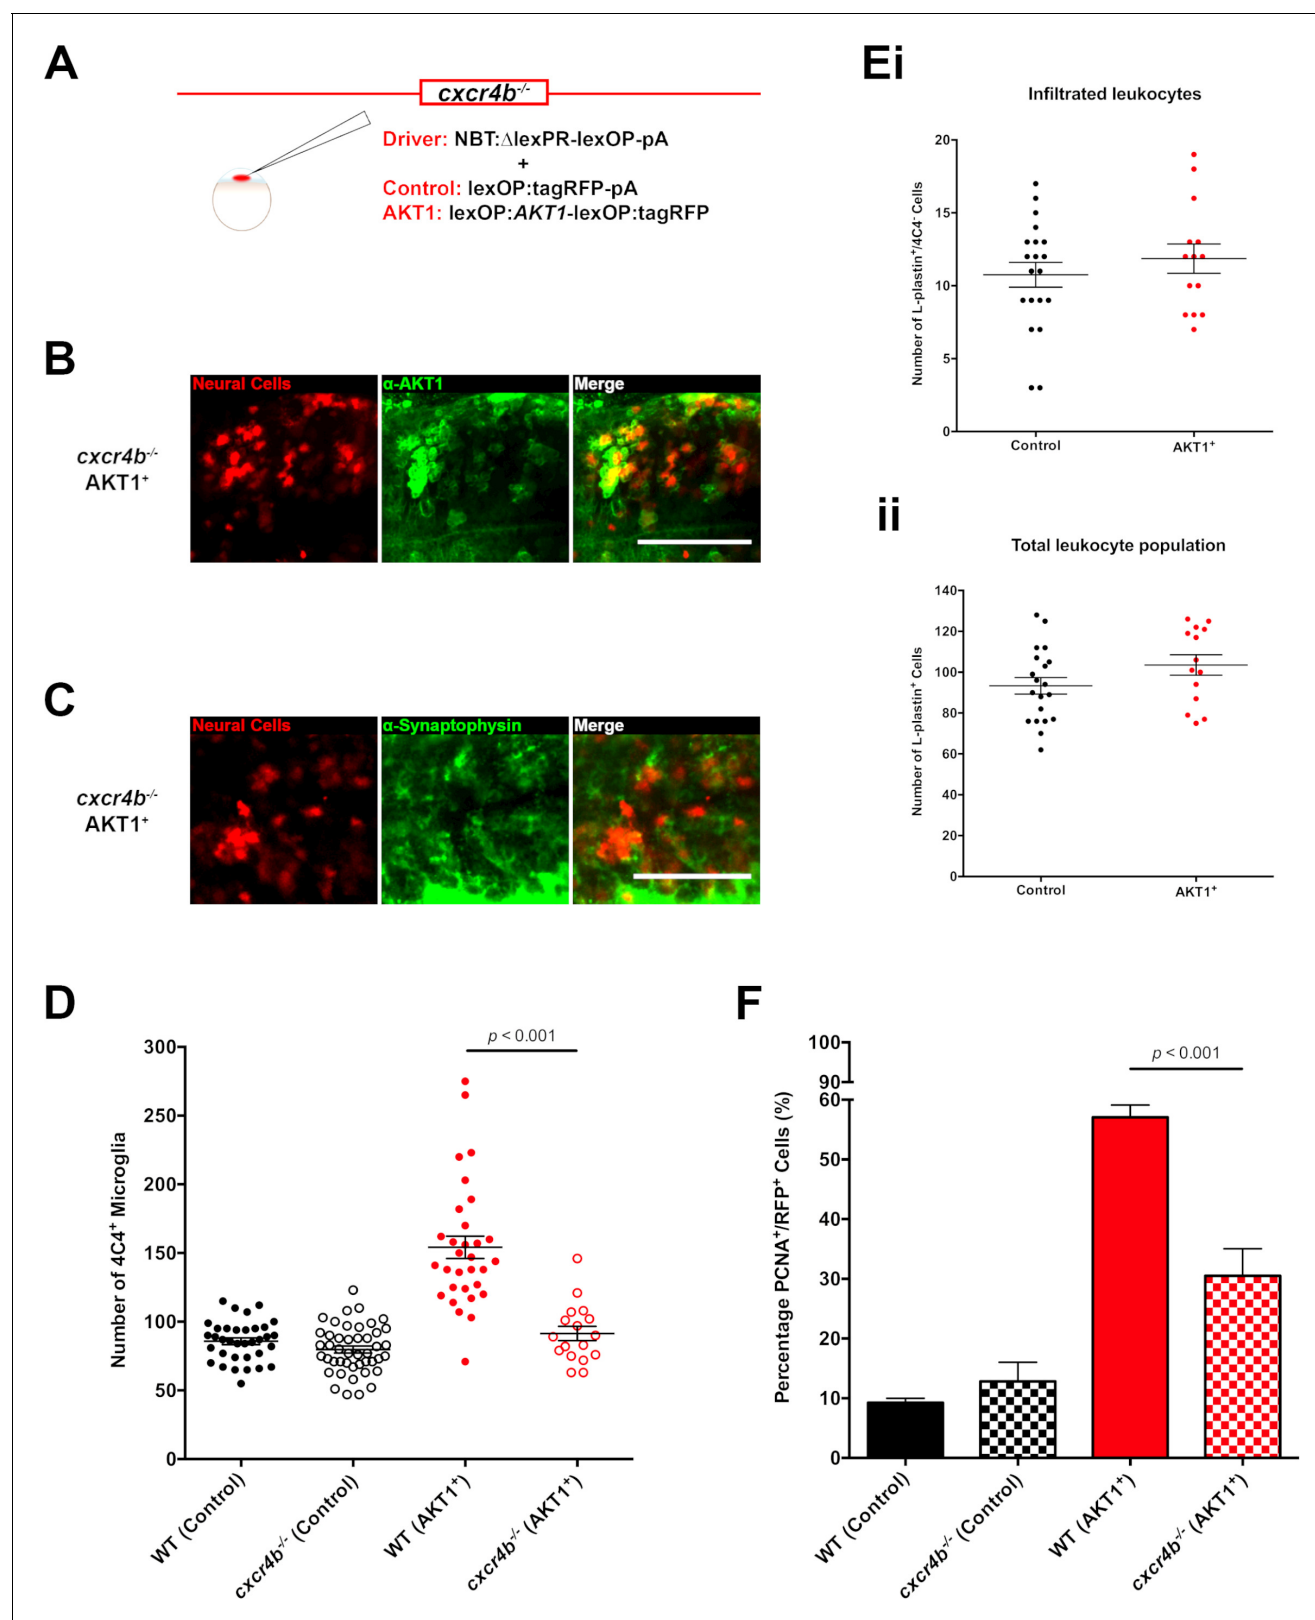 A
cxcr4b-/-
Driver: NBT:ΔlexPR-lexOP-pA
+
Control: lexOP:tagRFP-pA
AKT1: lexOP:AKT1-lexOP:tagRFP
B
cxcr4b-/-
AKT1+
Neural Cells
α-AKT1
Merge
C
cxcr4b-/-
AKT1+
Neural Cells
α-Synaptophysin
Merge
D
Number of 4C4+ Microglia
300
250
200
150
100
50
0
p < 0.001
WT (Control)
cxcr4b-/- (Control)
WT (AKT1+)
cxcr4b-/- (AKT1+)
Ei
Infiltrated leukocytes
Number of L-plastin+/4C4- Cells
20
15
10
5
0
Control
AKT1+
ii
Total leukocyte population
Number of L-plastin+ Cells
140
120
100
80
60
40
20
0
Control
AKT1+
F
Percentage PCNA+/RFP+ Cells (%)
100
90
60
50
40
30
20
10
0
p < 0.001
WT (Control)
cxcr4b-/- (Control)
WT (AKT1+)
cxcr4b-/- (AKT1+)